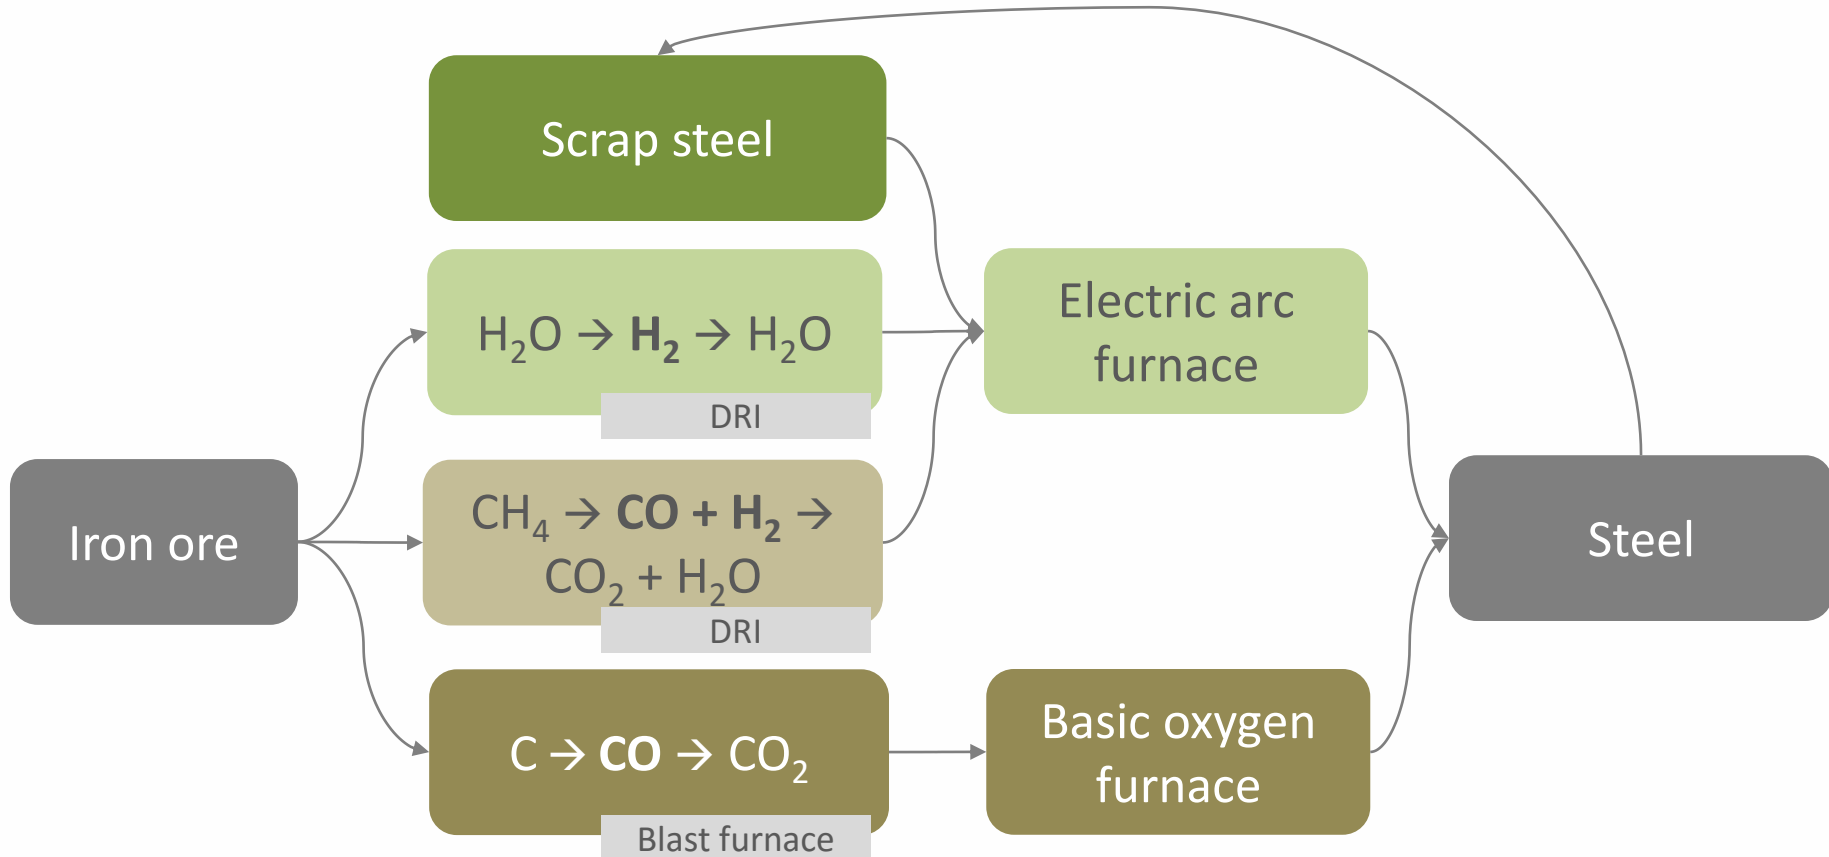 Scrap steel
H₂O → H₂ → H₂O
DRI
Electric arc
furnace
Iron ore
CH₄ → CO + H₂ →
CO₂ + H₂O
DRI
Steel
C → CO → CO₂
Blast furnace
Basic oxygen
furnace